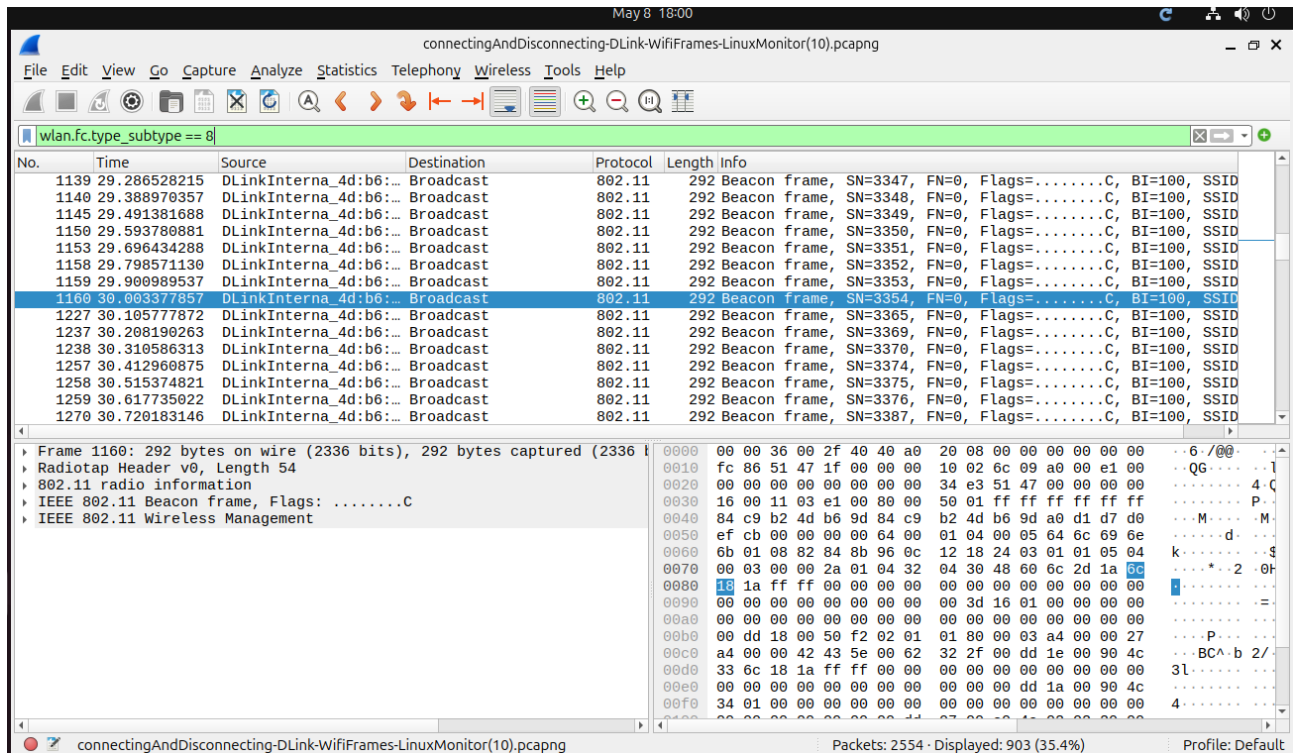 May 8 18:00
connectingAndDisconnecting-DLink-WifiFrames-LinuxMonitor(10).pcapng
File Edit View Go Capture Analyze Statistics Telephony Wireless Tools Help
wlan.fc.type_subtype == 8
No. Time Source Destination Protocol Length Info
1139 29.286528215 DLinkInterna_4d:b6:… Broadcast 802.11 292 Beacon frame, SN=3347, FN=0, Flags=........C, BI=100, SSID
1140 29.388970357 DLinkInterna_4d:b6:… Broadcast 802.11 292 Beacon frame, SN=3348, FN=0, Flags=........C, BI=100, SSID
1145 29.491381688 DLinkInterna_4d:b6:… Broadcast 802.11 292 Beacon frame, SN=3349, FN=0, Flags=........C, BI=100, SSID
1150 29.593780881 DLinkInterna_4d:b6:… Broadcast 802.11 292 Beacon frame, SN=3350, FN=0, Flags=........C, BI=100, SSID
1153 29.696434288 DLinkInterna_4d:b6:… Broadcast 802.11 292 Beacon frame, SN=3351, FN=0, Flags=........C, BI=100, SSID
1158 29.798571130 DLinkInterna_4d:b6:… Broadcast 802.11 292 Beacon frame, SN=3352, FN=0, Flags=........C, BI=100, SSID
1159 29.900989537 DLinkInterna_4d:b6:… Broadcast 802.11 292 Beacon frame, SN=3353, FN=0, Flags=........C, BI=100, SSID
1160 30.003377857 DLinkInterna_4d:b6:… Broadcast 802.11 292 Beacon frame, SN=3354, FN=0, Flags=........C, BI=100, SSID
1227 30.105777872 DLinkInterna_4d:b6:… Broadcast 802.11 292 Beacon frame, SN=3365, FN=0, Flags=........C, BI=100, SSID
1237 30.208190263 DLinkInterna_4d:b6:… Broadcast 802.11 292 Beacon frame, SN=3369, FN=0, Flags=........C, BI=100, SSID
1238 30.310586313 DLinkInterna_4d:b6:… Broadcast 802.11 292 Beacon frame, SN=3370, FN=0, Flags=........C, BI=100, SSID
1257 30.412960875 DLinkInterna_4d:b6:… Broadcast 802.11 292 Beacon frame, SN=3374, FN=0, Flags=........C, BI=100, SSID
1258 30.515374821 DLinkInterna_4d:b6:… Broadcast 802.11 292 Beacon frame, SN=3375, FN=0, Flags=........C, BI=100, SSID
1259 30.617735022 DLinkInterna_4d:b6:… Broadcast 802.11 292 Beacon frame, SN=3376, FN=0, Flags=........C, BI=100, SSID
1270 30.720183146 DLinkInterna_4d:b6:… Broadcast 802.11 292 Beacon frame, SN=3387, FN=0, Flags=........C, BI=100, SSID
Frame 1160: 292 bytes on wire (2336 bits), 292 bytes captured (2336
Radiotap Header v0, Length 54
802.11 radio information
IEEE 802.11 Beacon frame, Flags: ........C
IEEE 802.11 Wireless Management
0000 00 00 36 00 2f 40 40 a0 20 08 00 00 00 00 00 00 ··6·/@@· ··
0010 fc 86 51 47 1f 00 00 00 10 02 6c 09 a0 00 e1 00 ··QG···· ··l
0020 00 00 00 00 00 00 00 00 34 e3 51 47 00 00 00 00 ········ 4·Q
0030 16 00 11 03 e1 00 80 00 50 01 ff ff ff ff ff ff ········ P··
0040 84 c9 b2 4d b6 9d 84 c9 b2 4d b6 9d a0 d1 d7 d0 ···M···· ·M·
0050 ef cb 00 00 00 00 64 00 01 04 00 05 64 6c 69 6e ······d· ···
0060 6b 01 08 82 84 8b 96 0c 12 18 24 03 01 01 05 04 k······· ··$
0070 00 03 00 00 2a 01 04 32 04 30 48 60 6c 2d 1a 6c ····*··2 ·0H
0080 18 1a ff ff 00 00 00 00 00 00 00 00 00 00 00 00 ········ ···
0090 00 00 00 00 00 00 00 00 00 3d 16 01 00 00 00 00 ········ ·=·
00a0 00 00 00 00 00 00 00 00 00 00 00 00 00 00 00 00 ········ ···
00b0 00 dd 18 00 50 f2 02 01 01 80 00 03 a4 00 00 27 ····P··· ···
00c0 a4 00 00 42 43 5e 00 62 32 2f 00 dd 1e 00 90 4c ···BC^·b 2/·
00d0 33 6c 18 1a ff ff 00 00 00 00 00 00 00 00 00 00 3l······ ···
00e0 00 00 00 00 00 00 00 00 00 00 00 dd 1a 00 90 4c ········ ···
00f0 34 01 00 00 00 00 00 00 00 00 00 00 00 00 00 00 4······· ···
connectingAndDisconnecting-DLink-WifiFrames-LinuxMonitor(10).pcapng
Packets: 2554 · Displayed: 903 (35.4%)
Profile: Default